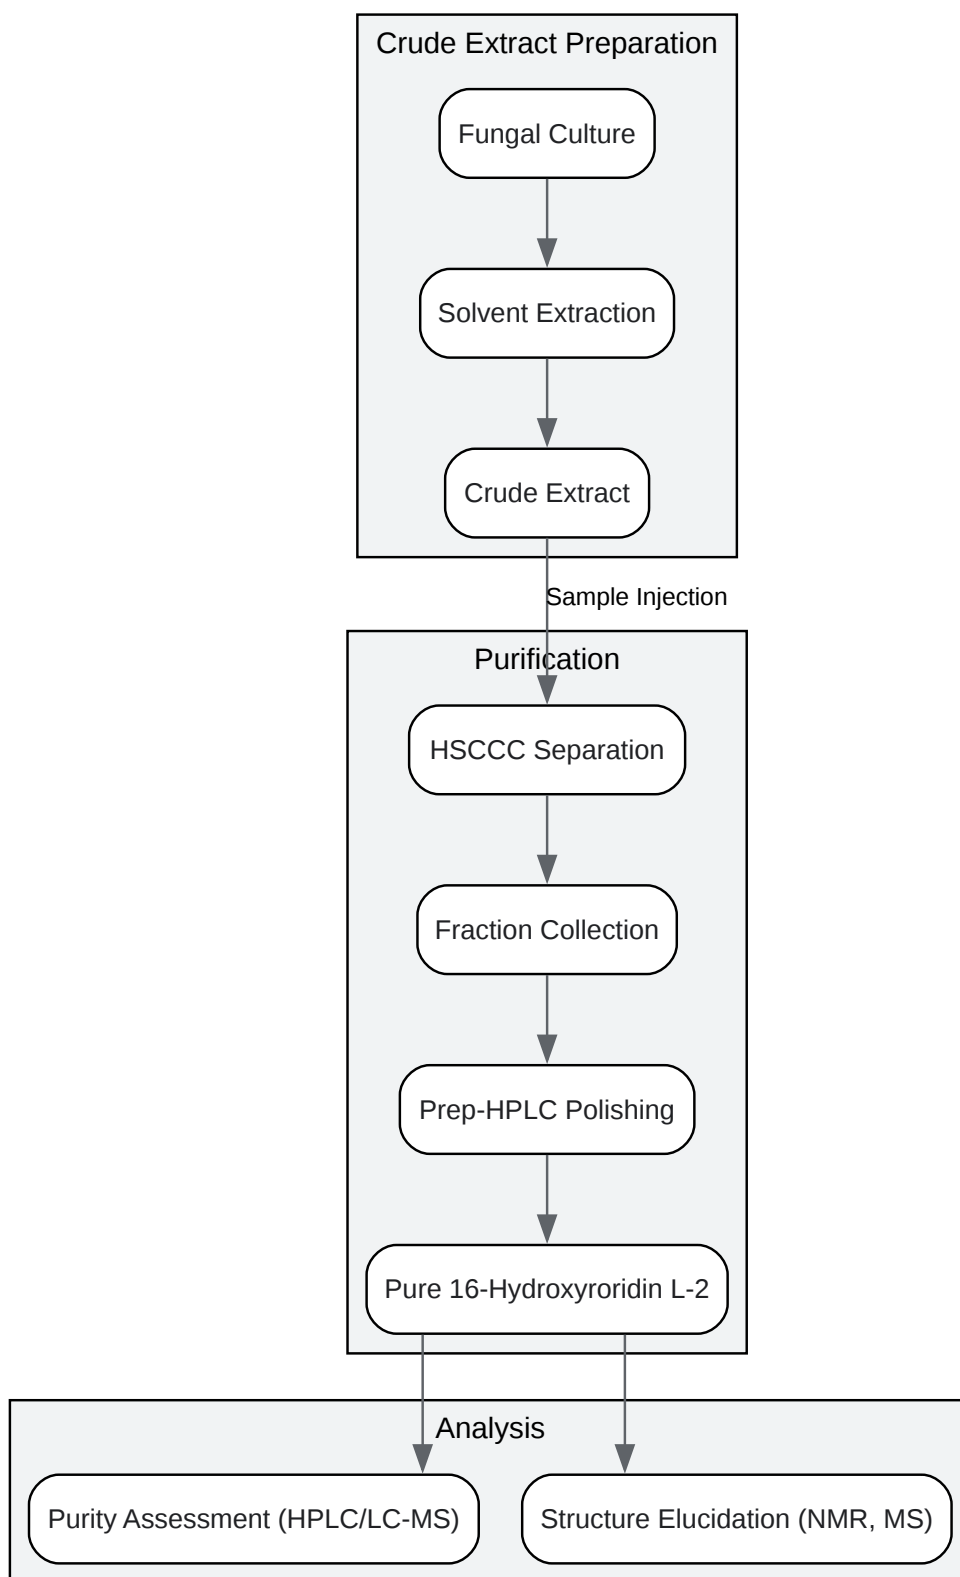 Crude Extract Preparation
Fungal Culture
Solvent Extraction
Crude Extract
Sample Injection
Purification
HSCCC Separation
Fraction Collection
Prep-HPLC Polishing
Pure 16-Hydroxyroridin L-2
Analysis
Purity Assessment (HPLC/LC-MS)
Structure Elucidation (NMR, MS)